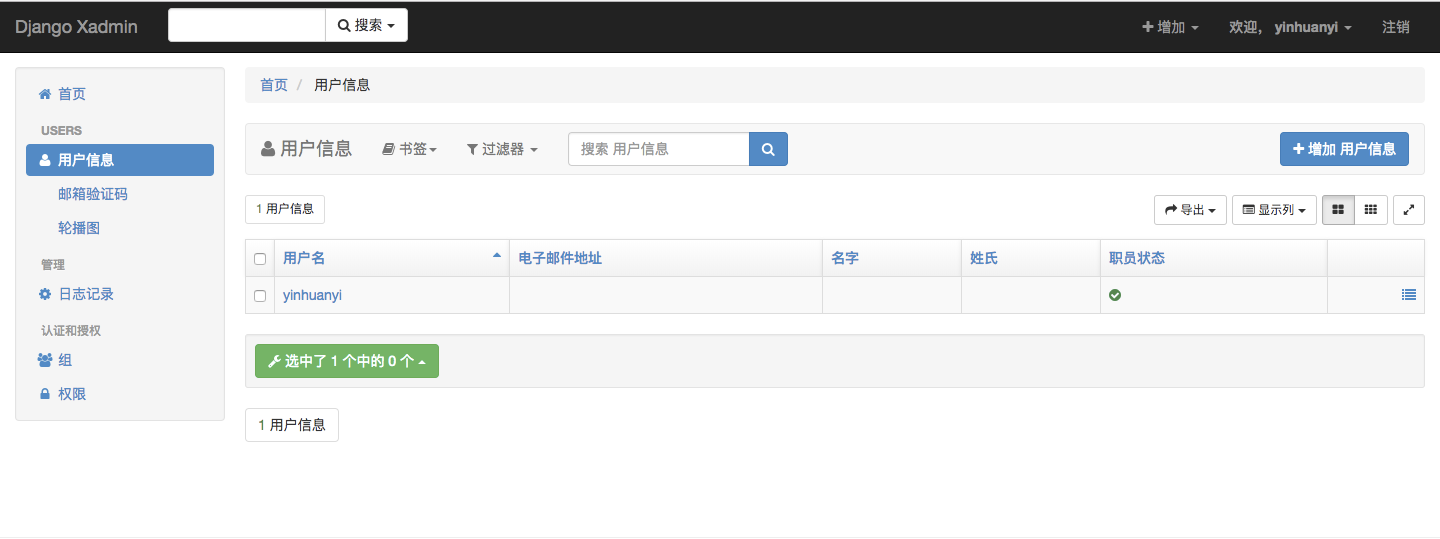 Django Xadmin 搜索 增加 欢迎， yinhuanyi 注销
首页
USERS
用户信息
邮箱验证码
轮播图
管理
日志记录
认证和授权
组
权限
首页 / 用户信息
用户信息 书签 过滤器 搜索 用户信息 增加 用户信息
1 用户信息 导出 显示列
用户名 电子邮件地址 名字 姓氏 职员状态
yinhuanyi
选中了 1 个中的 0 个
1 用户信息